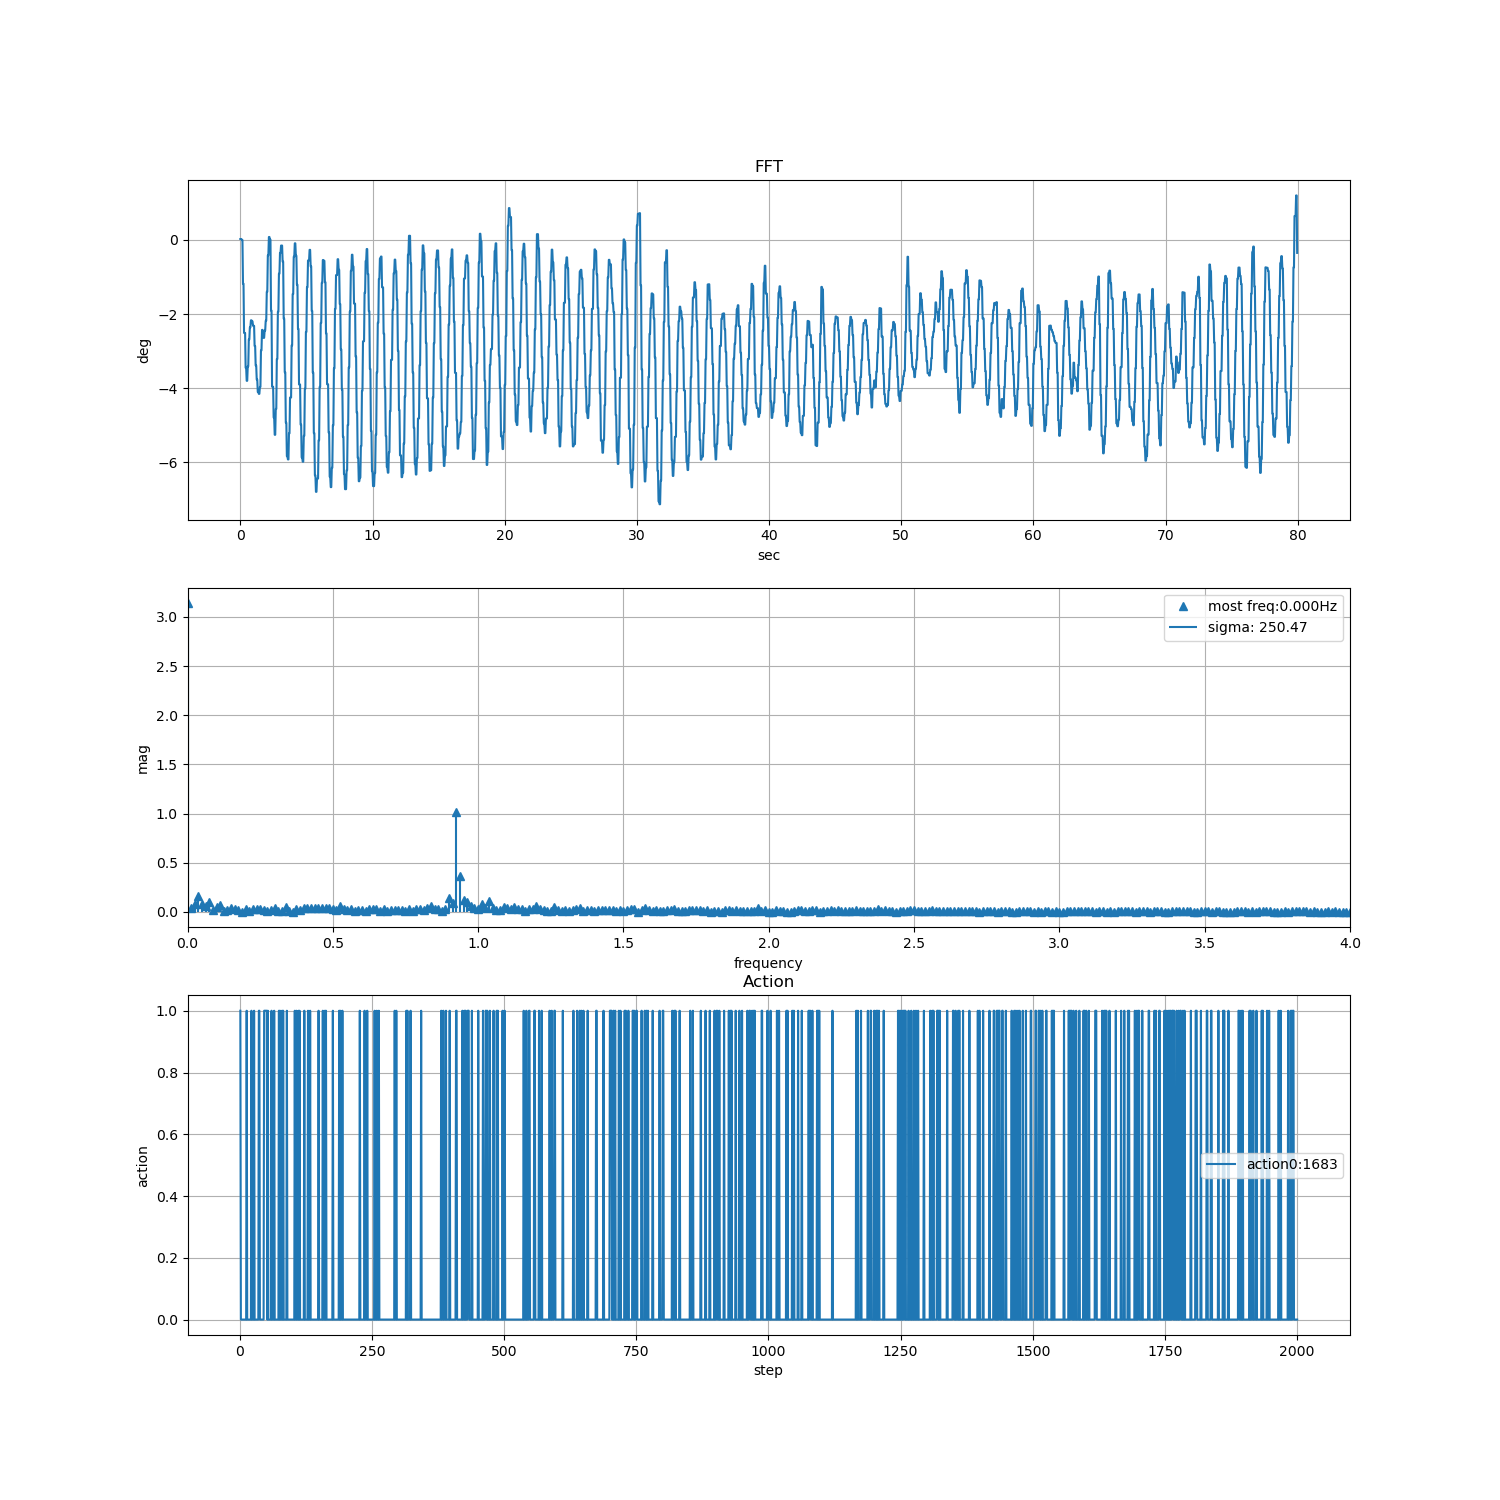 FFT
0
−2
−4
−6
deg
0 10 20 30 40 50 60 70 80
sec
3.0
2.5
2.0
1.5
1.0
0.5
0.0
mag
most freq:0.000Hz
sigma: 250.47
0.0 0.5 1.0 1.5 2.0 2.5 3.0 3.5 4.0
frequency
Action
1.0
0.8
0.6
0.4
0.2
0.0
action
action0:1683
0 250 500 750 1000 1250 1500 1750 2000
step